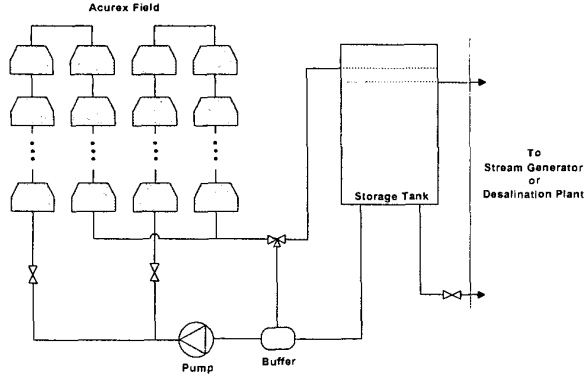 Acurex Field
Storage Tank
To
Stream Generator
or
Desalination Plant
Buffer
Pump